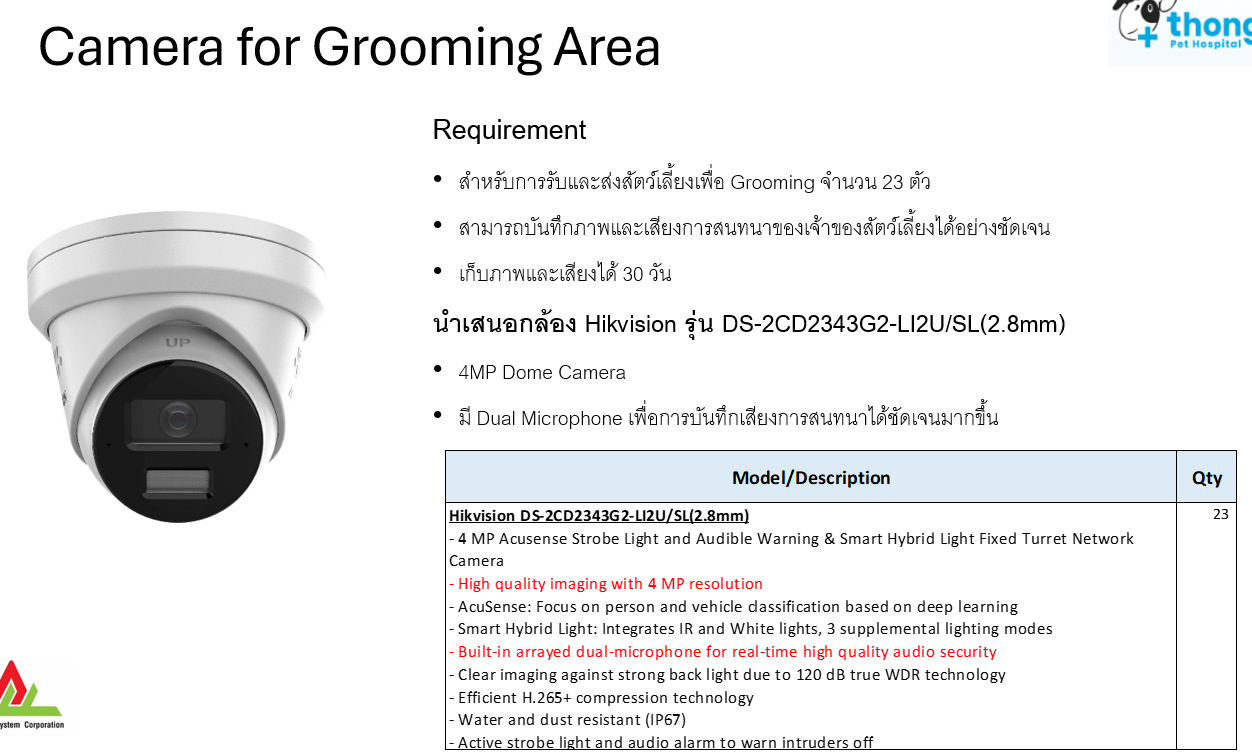 Camera for Grooming Area
thong
Pet Hospital
Requirement
• สำหรับการรับและส่งสัตว์เลี้ยงเพื่อ Grooming จำนวน 23 ตัว
• สามารถบันทึกภาพและเสียงการสนทนาของเจ้าของสัตว์เลี้ยงได้อย่างชัดเจน
• เก็บภาพและเสียงได้ 30 วัน
นำเสนอกล้อง Hikvision รุ่น DS-2CD2343G2-LI2U/SL(2.8mm)
• 4MP Dome Camera
• มี Dual Microphone เพื่อการบันทึกเสียงการสนทนาได้ชัดเจนมากขึ้น
UP
Model/Description Qty
Hikvision DS-2CD2343G2-LI2U/SL(2.8mm) 23
- 4 MP Acusense Strobe Light and Audible Warning & Smart Hybrid Light Fixed Turret Network
Camera
- High quality imaging with 4 MP resolution
- AcuSense: Focus on person and vehicle classification based on deep learning
- Smart Hybrid Light: Integrates IR and White lights, 3 supplemental lighting modes
- Built-in arrayed dual-microphone for real-time high quality audio security
- Clear imaging against strong back light due to 120 dB true WDR technology
- Efficient H.265+ compression technology
- Water and dust resistant (IP67)
- Active strobe light and audio alarm to warn intruders off
ystem Corporation